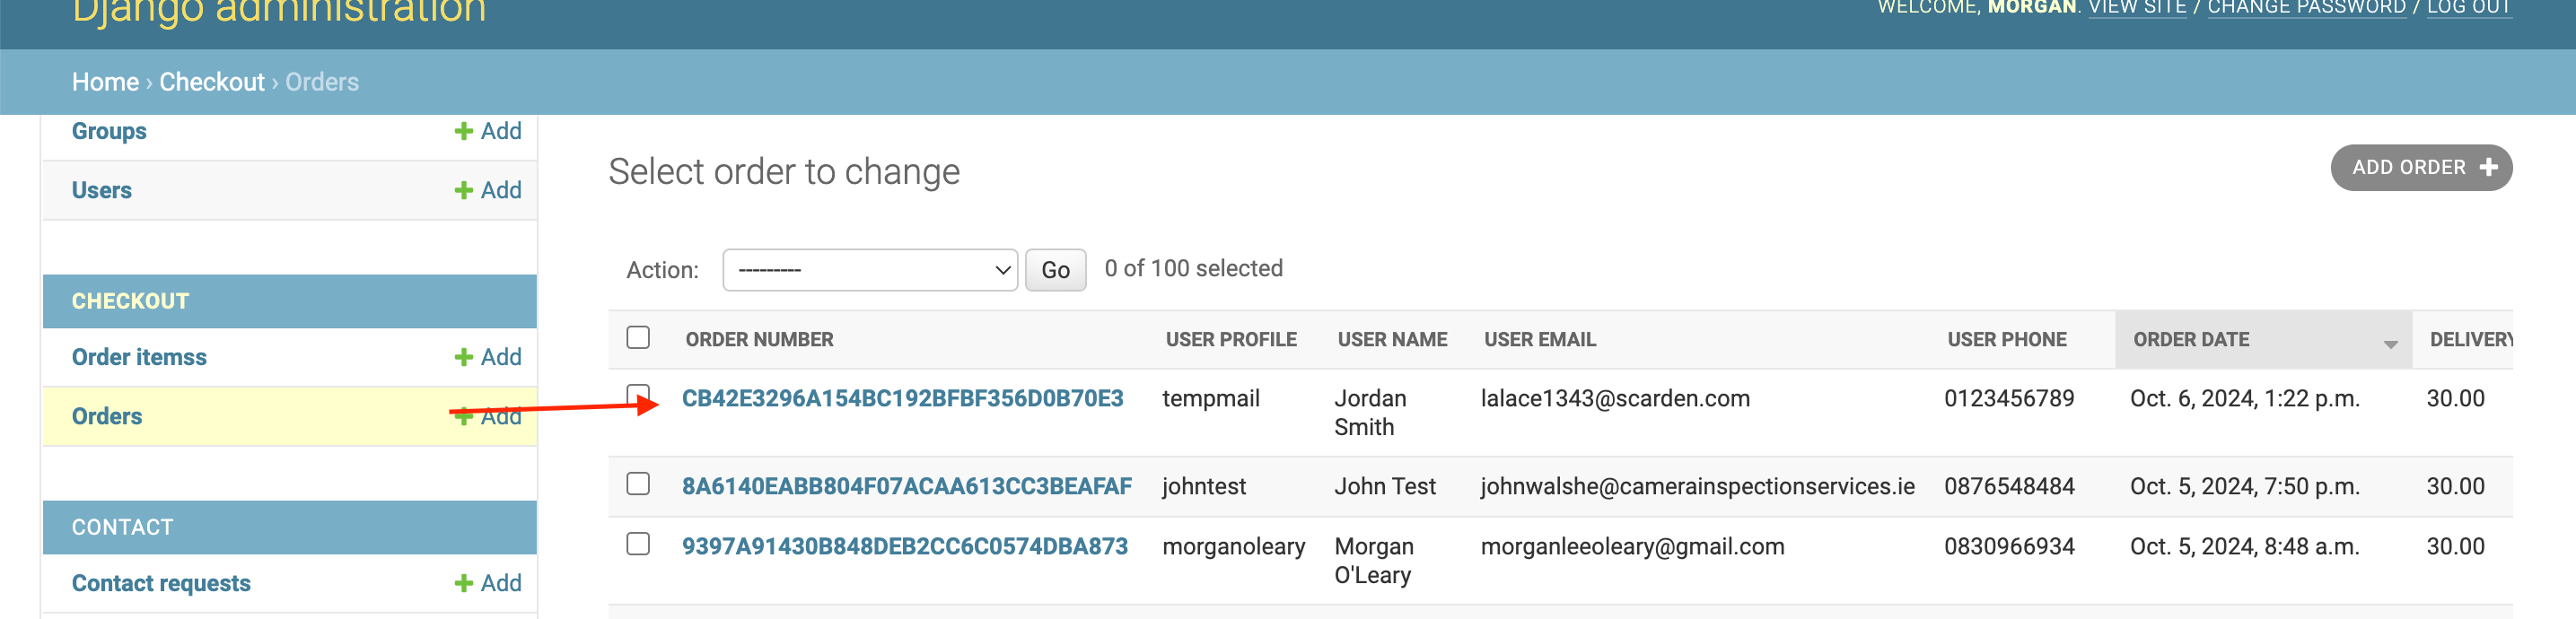 Django administration
WELCOME, MORGAN. VIEW SITE / CHANGE PASSWORD / LOG OUT
Home › Checkout › Orders
Groups + Add
Users + Add
CHECKOUT
Order itemss + Add
Orders + Add
CONTACT
Contact requests + Add
Select order to change
ADD ORDER +
Action: --------- Go 0 of 100 selected
ORDER NUMBER USER PROFILE USER NAME USER EMAIL USER PHONE ORDER DATE DELIVERY
CB42E3296A154BC192BFBF356D0B70E3 tempmail Jordan lalace1343@scarden.com 0123456789 Oct. 6, 2024, 1:22 p.m. 30.00
Smith
8A6140EABB804F07ACAA613CC3BEAFAF johntest John Test johnwalshe@camerainspectionservices.ie 0876548484 Oct. 5, 2024, 7:50 p.m. 30.00
9397A91430B848DEB2CC6C0574DBA873 morganoleary Morgan morganleeoleary@gmail.com 0830966934 Oct. 5, 2024, 8:48 a.m. 30.00
O'Leary